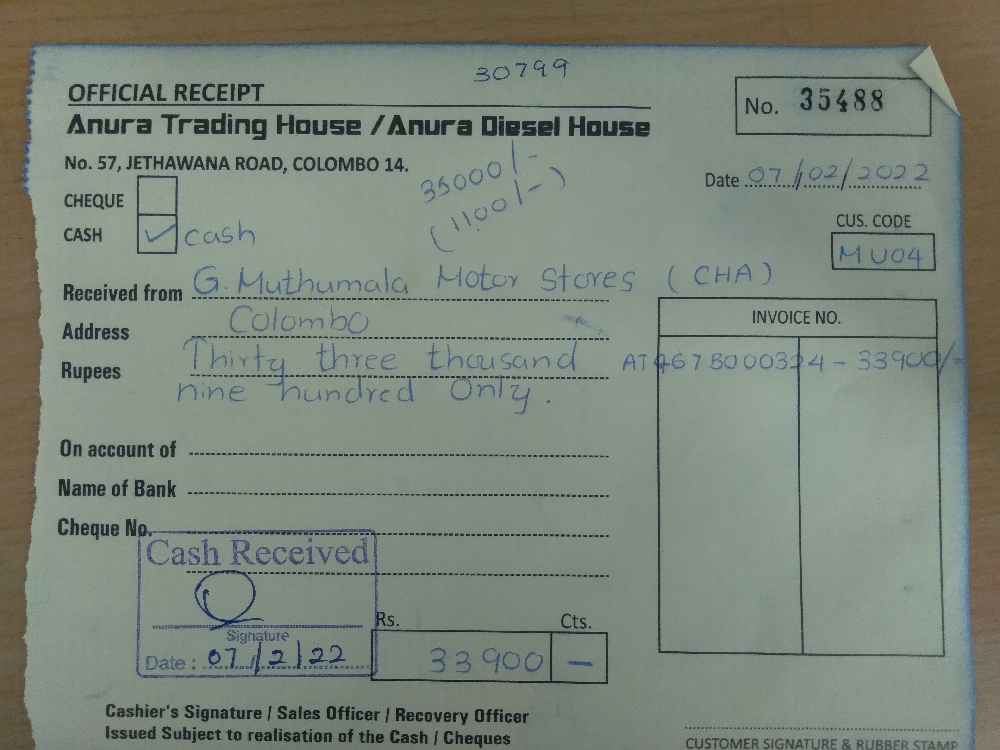 30799
OFFICIAL RECEIPT
No. 35488
Anura Trading House / Anura Diesel House
No. 57, JETHAWANA ROAD, COLOMBO 14.
35000/-
(1100/-)
Date 07/02/2022
CHEQUE
CASH ✓ cash
CUS. CODE
MU04
Received from G. Muthumala Motor Stores (CHA)
Address Colombo
INVOICE NO.
Rupees Thirty three thousand
nine hundred Only.
AT467B000324 - 33900/-
On account of
Name of Bank
Cheque No.
Cash Received
Signature
Date : 07/2/22
Rs. Cts.
33900 —
Cashier's Signature / Sales Officer / Recovery Officer
Issued Subject to realisation of the Cash / Cheques
CUSTOMER SIGNATURE & RUBBER STAMP